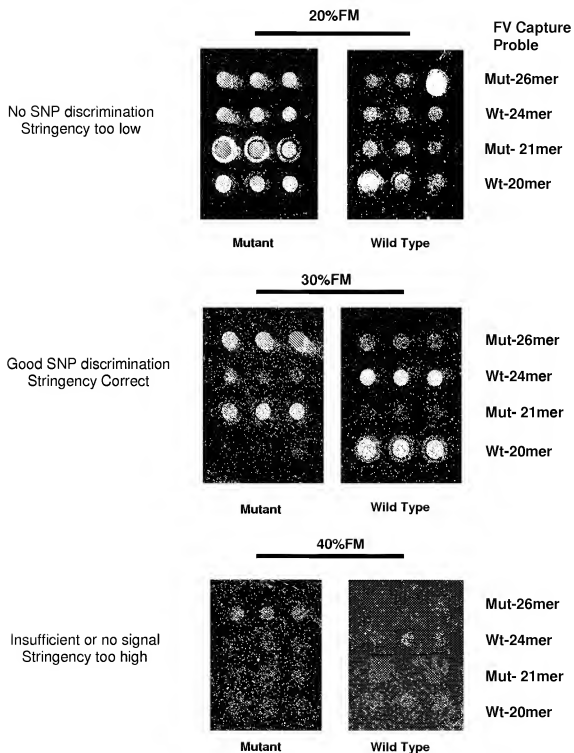 20%FM
FV Capture
Proble
No SNP discrimination
Stringency too low
Mut-26mer
Wt-24mer
Mut- 21mer
Wt-20mer
Mutant
Wild Type
30%FM
Good SNP discrimination
Stringency Correct
Mut-26mer
Wt-24mer
Mut- 21mer
Wt-20mer
Mutant
Wild Type
40%FM
Insufficient or no signal
Stringency too high
Mut-26mer
Wt-24mer
Mut- 21mer
Wt-20mer
Mutant
Wild Type